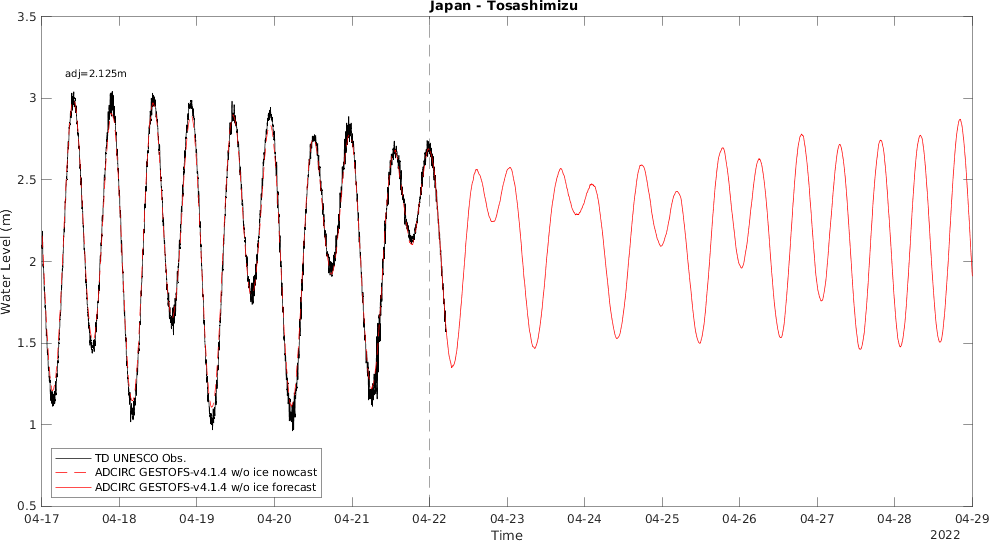 Japan - Tosashimizu
3.5
adj=2.125m
3
2.5
2
1.5
1
0.5
Water Level (m)
TD UNESCO Obs.
ADCIRC GESTOFS-v4.1.4 w/o ice nowcast
ADCIRC GESTOFS-v4.1.4 w/o ice forecast
04-17 04-18 04-19 04-20 04-21 04-22 04-23 04-24 04-25 04-26 04-27 04-28 04-29
Time
2022